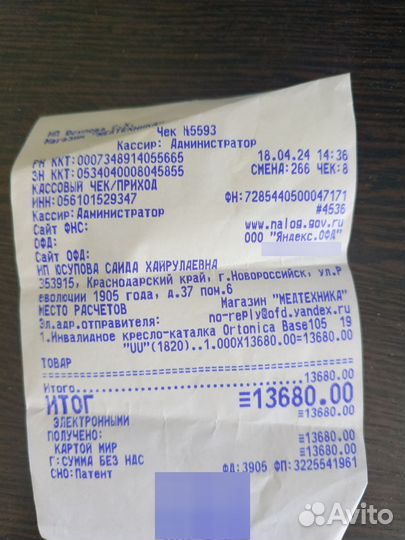 ИП Юсупова С.Х.
Магазин "МЕДТЕХНИКА"
Чек №5593
Кассир: Администратор
РН ККТ:0007348914055665 18.04.24 14:36
ЗН ККТ:0534040008045855 СМЕНА:266 ЧЕК:8
КАССОВЫЙ ЧЕК/ПРИХОД
ИНН:056101529347 ФН:7285440500047171
Кассир:Администратор #4536
Сайт ФНС: www.nalog.gov.ru
ОФД: ООО "Яндекс.ОФД"
Сайт ОФД:
ИП ЮСУПОВА САИДА ХАЙРУЛАЕВНА
353915, Краснодарский край, г.Новороссийск, ул.Р
еволюции 1905 года, д.37 пом.6
МЕСТО РАСЧЕТОВ Магазин "МЕДТЕХНИКА"
Эл.адр.отправителя: no-reply@ofd.yandex.ru
1.Инвалидное кресло-каталка Ortonica Base105 19
"UU"(1820)..1.000X13680.00=13680.00
ТОВАР
Итого 13680.00
ИТОГ ≡13680.00
ЭЛЕКТРОННЫМИ ≡13680.00
ПОЛУЧЕНО:
КАРТОЙ МИР ≡13680.00
Г:СУММА БЕЗ НДС ≡13680.00
СНО:Патент ФД:3905 ФП:3225541961
Avito